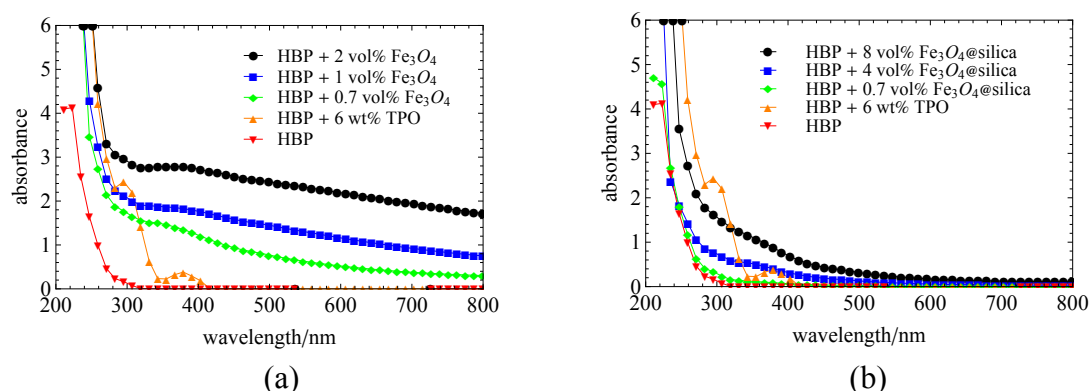 6
5
4
3
2
1
0
absorbance
HBP + 2 vol% Fe₃O₄
HBP + 1 vol% Fe₃O₄
HBP + 0.7 vol% Fe₃O₄
HBP + 6 wt% TPO
HBP
200 300 400 500 600 700 800
wavelength/nm
(a)
6
5
4
3
2
1
0
absorbance
HBP + 8 vol% Fe₃O₄@silica
HBP + 4 vol% Fe₃O₄@silica
HBP + 0.7 vol% Fe₃O₄@silica
HBP + 6 wt% TPO
HBP
200 300 400 500 600 700 800
wavelength/nm
(b)